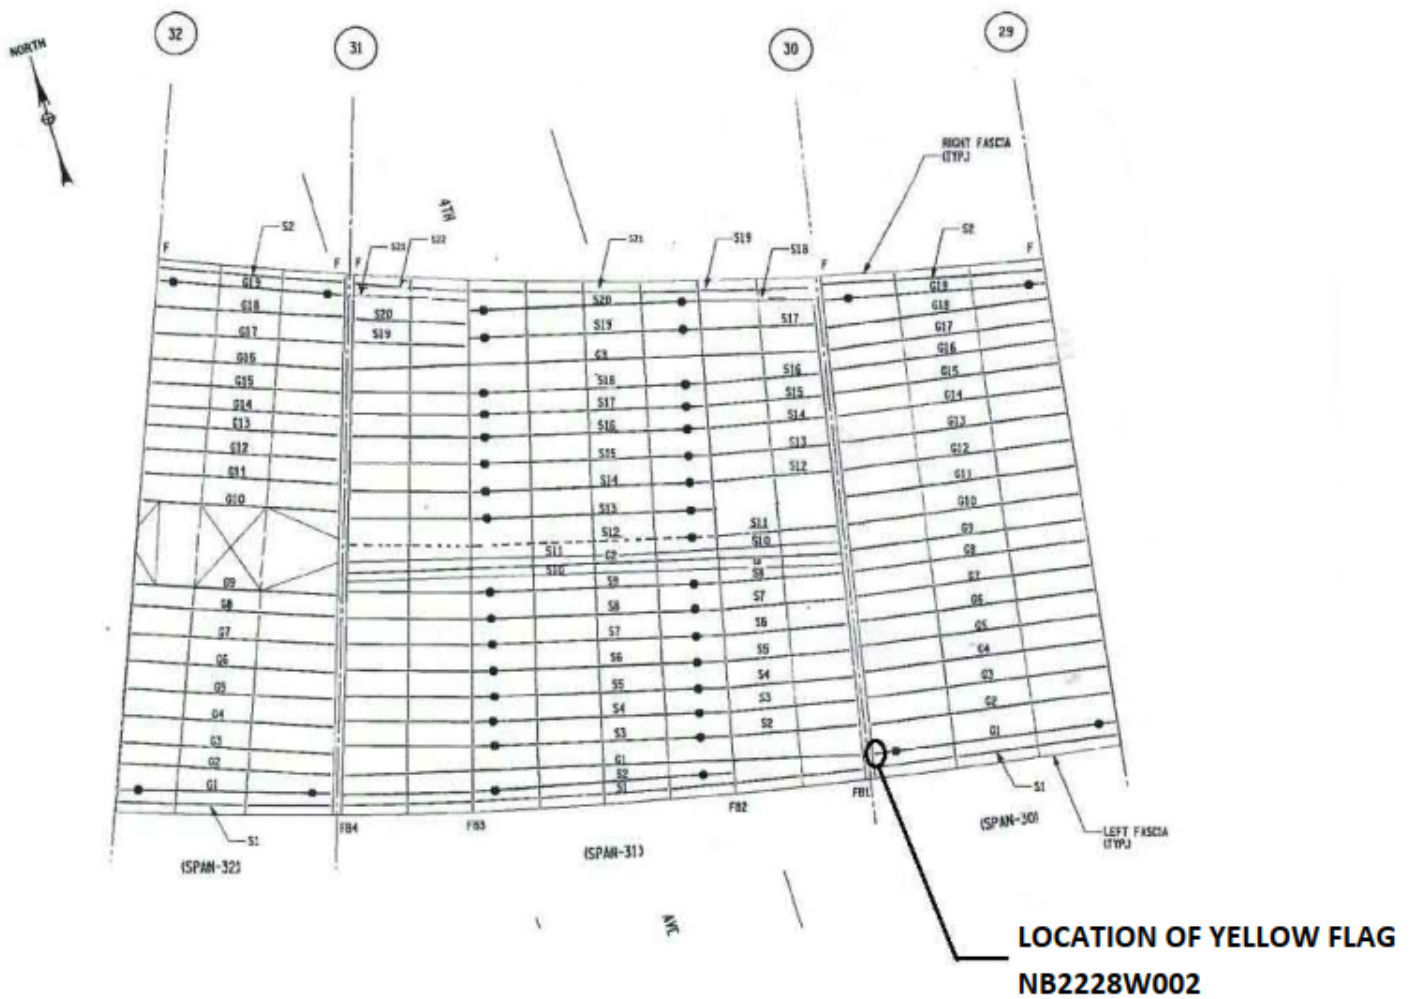 32
31
30
29
NORTH
RIGHT FASCIA
(TYP.)
4TH
S2
S22
S21
S19
S18
S2
F
F
F
F
F
G19
G18
G17
G16
G15
G14
G13
G12
G11
G10
G9
G8
G7
G6
G5
G4
G3
G2
G1
S1
S20
S19
S20
S19
G3
S18
S17
S16
S15
S14
S13
S12
S11
G2
S10
S9
S8
S7
S6
S5
S4
S3
G1
S2
S1
S17
S16
S15
S14
S13
S12
S11
S10
S8
S7
S6
S5
S4
S3
S2
G19
G18
G17
G16
G15
G14
G13
G12
G11
G10
G9
G8
G7
G6
G5
G4
G3
G2
G1
S1
FB4
FB3
FB2
FB1
(SPAN-32)
(SPAN-31)
(SPAN-30)
LEFT FASCIA
(TYP.)
AVE
LOCATION OF YELLOW FLAG
NB2228W002